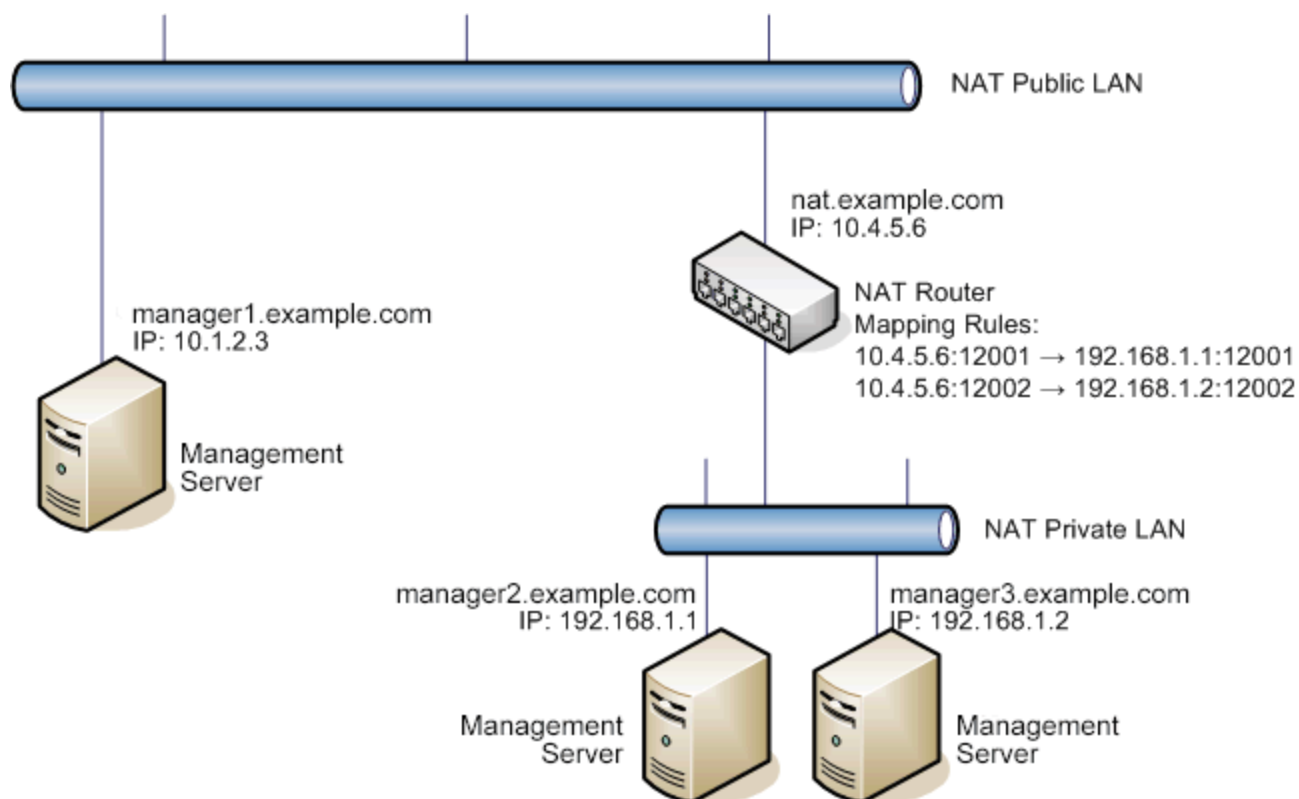 NAT Public LAN
nat.example.com
IP: 10.4.5.6
NAT Router
Mapping Rules:
10.4.5.6:12001 → 192.168.1.1:12001
10.4.5.6:12002 → 192.168.1.2:12002
manager1.example.com
IP: 10.1.2.3
Management
Server
NAT Private LAN
manager2.example.com
IP: 192.168.1.1
manager3.example.com
IP: 192.168.1.2
Management
Server
Management
Server